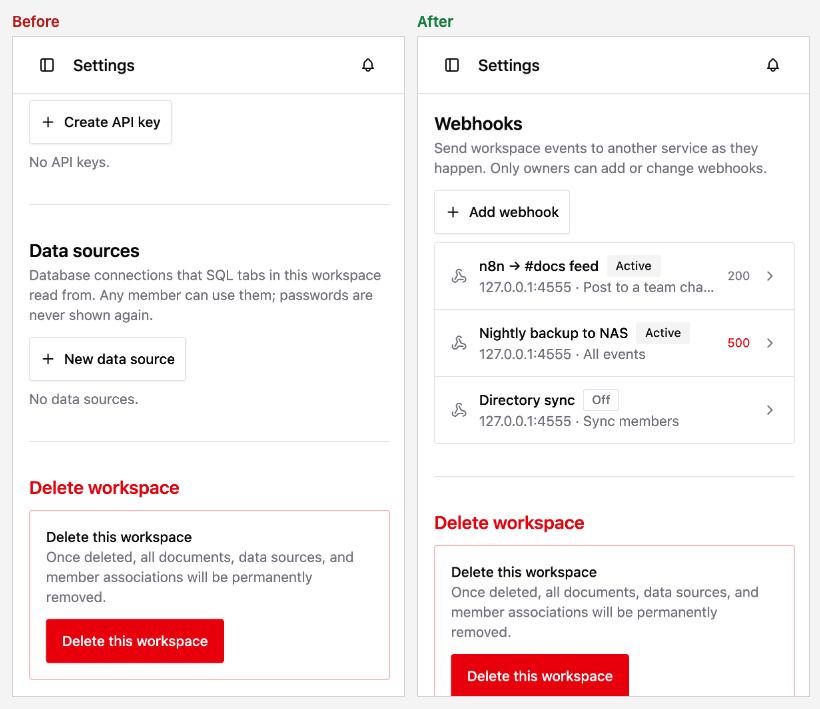 Before
Settings
Create API key
No API keys.
Data sources
Database connections that SQL tabs in this workspace
read from. Any member can use them; passwords are
never shown again.
New data source
No data sources.
Delete workspace
Delete this workspace
Once deleted, all documents, data sources, and
member associations will be permanently
removed.
Delete this workspace
After
Settings
Webhooks
Send workspace events to another service as they
happen. Only owners can add or change webhooks.
Add webhook
n8n → #docs feed Active
127.0.0.1:4555 · Post to a team cha... 200
Nightly backup to NAS Active
127.0.0.1:4555 · All events 500
Directory sync Off
127.0.0.1:4555 · Sync members
Delete workspace
Delete this workspace
Once deleted, all documents, data sources, and
member associations will be permanently
removed.
Delete this workspace